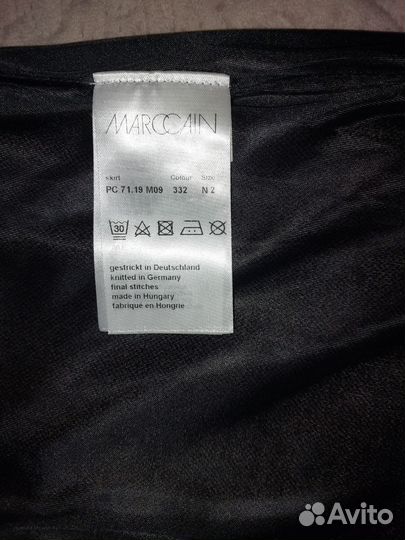 MARCCAIN
skirt Colour Size
PC 71.19 M09 332 N 2
30
gestrickt in Deutschland
knitted in Germany
final stitches
made in Hungary
fabriqué en Hongrie
Avito